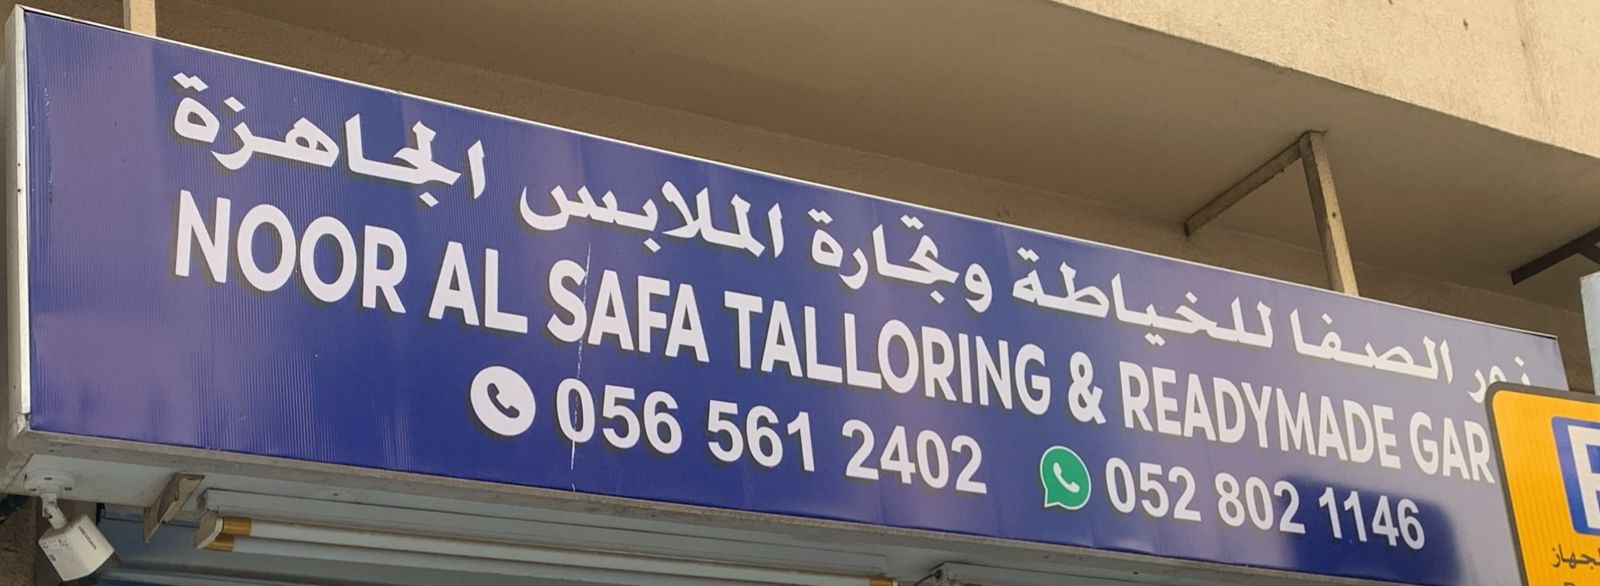 نور الصفا للخياطة وتجارة الملابس الجاهزة
NOOR AL SAFA TALLORING & READYMADE GAR
056 561 2402 052 802 1146